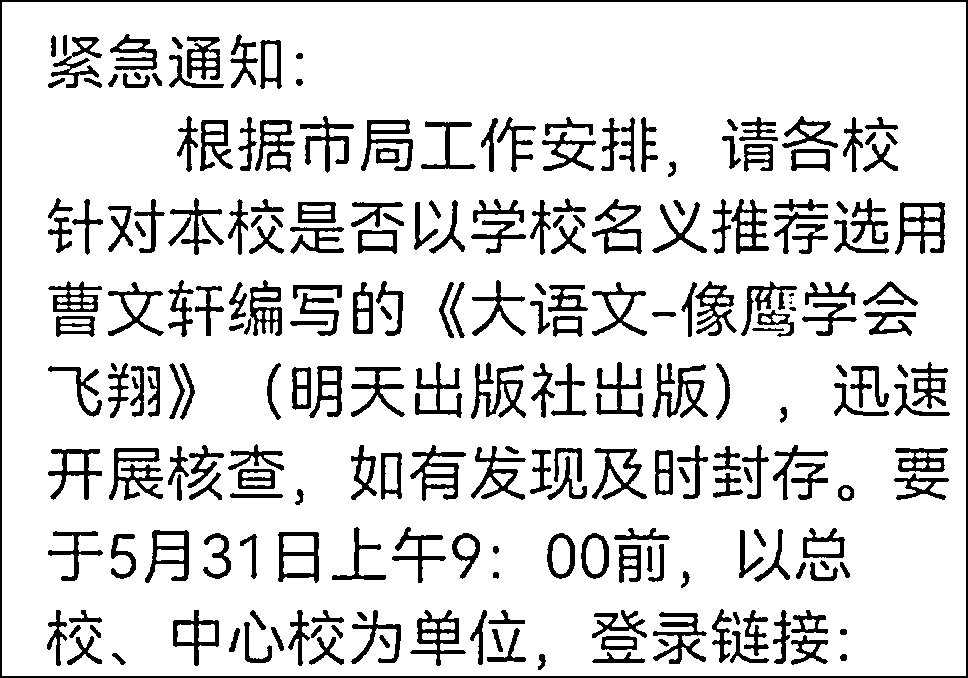 紧急通知：
根据市局工作安排，请各校
针对本校是否以学校名义推荐选用
曹文轩编写的《大语文-像鹰学会
飞翔》（明天出版社出版），迅速
开展核查，如有发现及时封存。要
于5月31日上午9：00前，以总
校、中心校为单位，登录链接：